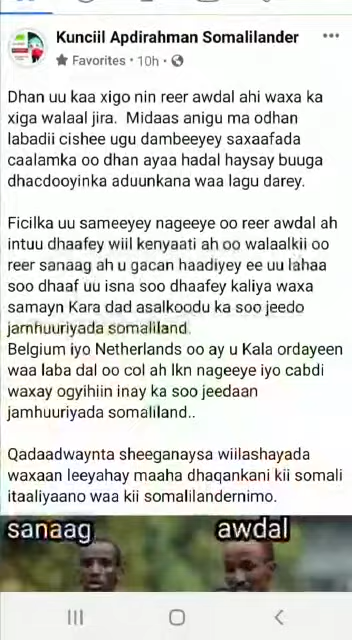 Kunciil Apdirahman Somalilander
Favorites • 10h •
Dhan uu kaa xigo nin reer awdal ahi waxa ka
xiga walaal jira. Midaas anigu ma odhan
labadii cishee ugu dambeeyey saxaafada
caalamka oo dhan ayaa hadal haysay buuga
dhacdooyinka aduunkana waa lagu darey.
Ficilka uu sameeyey nageeye oo reer awdal ah
intuu dhaafey wiil kenyaati ah oo walaalkii oo
reer sanaag ah u gacan haadiyey ee uu lahaa
soo dhaaf uu isna soo dhaafey kaliya waxa
samayn Kara dad asalkoodu ka soo jeedo
jamhuuriyada somaliland.
Belgium iyo Netherlands oo ay u Kala ordayeen
waa laba dal oo col ah lkn nageeye iyo cabdi
waxay ogyihiin inay ka soo jeedaan
jamhuuriyada somaliland..
Qadaadwaynta sheeganaysa wiilashayada
waxaan leeyahay maaha dhaqankani kii somali
itaaliyaano waa kii somalilandernimo.
sanaag awdal